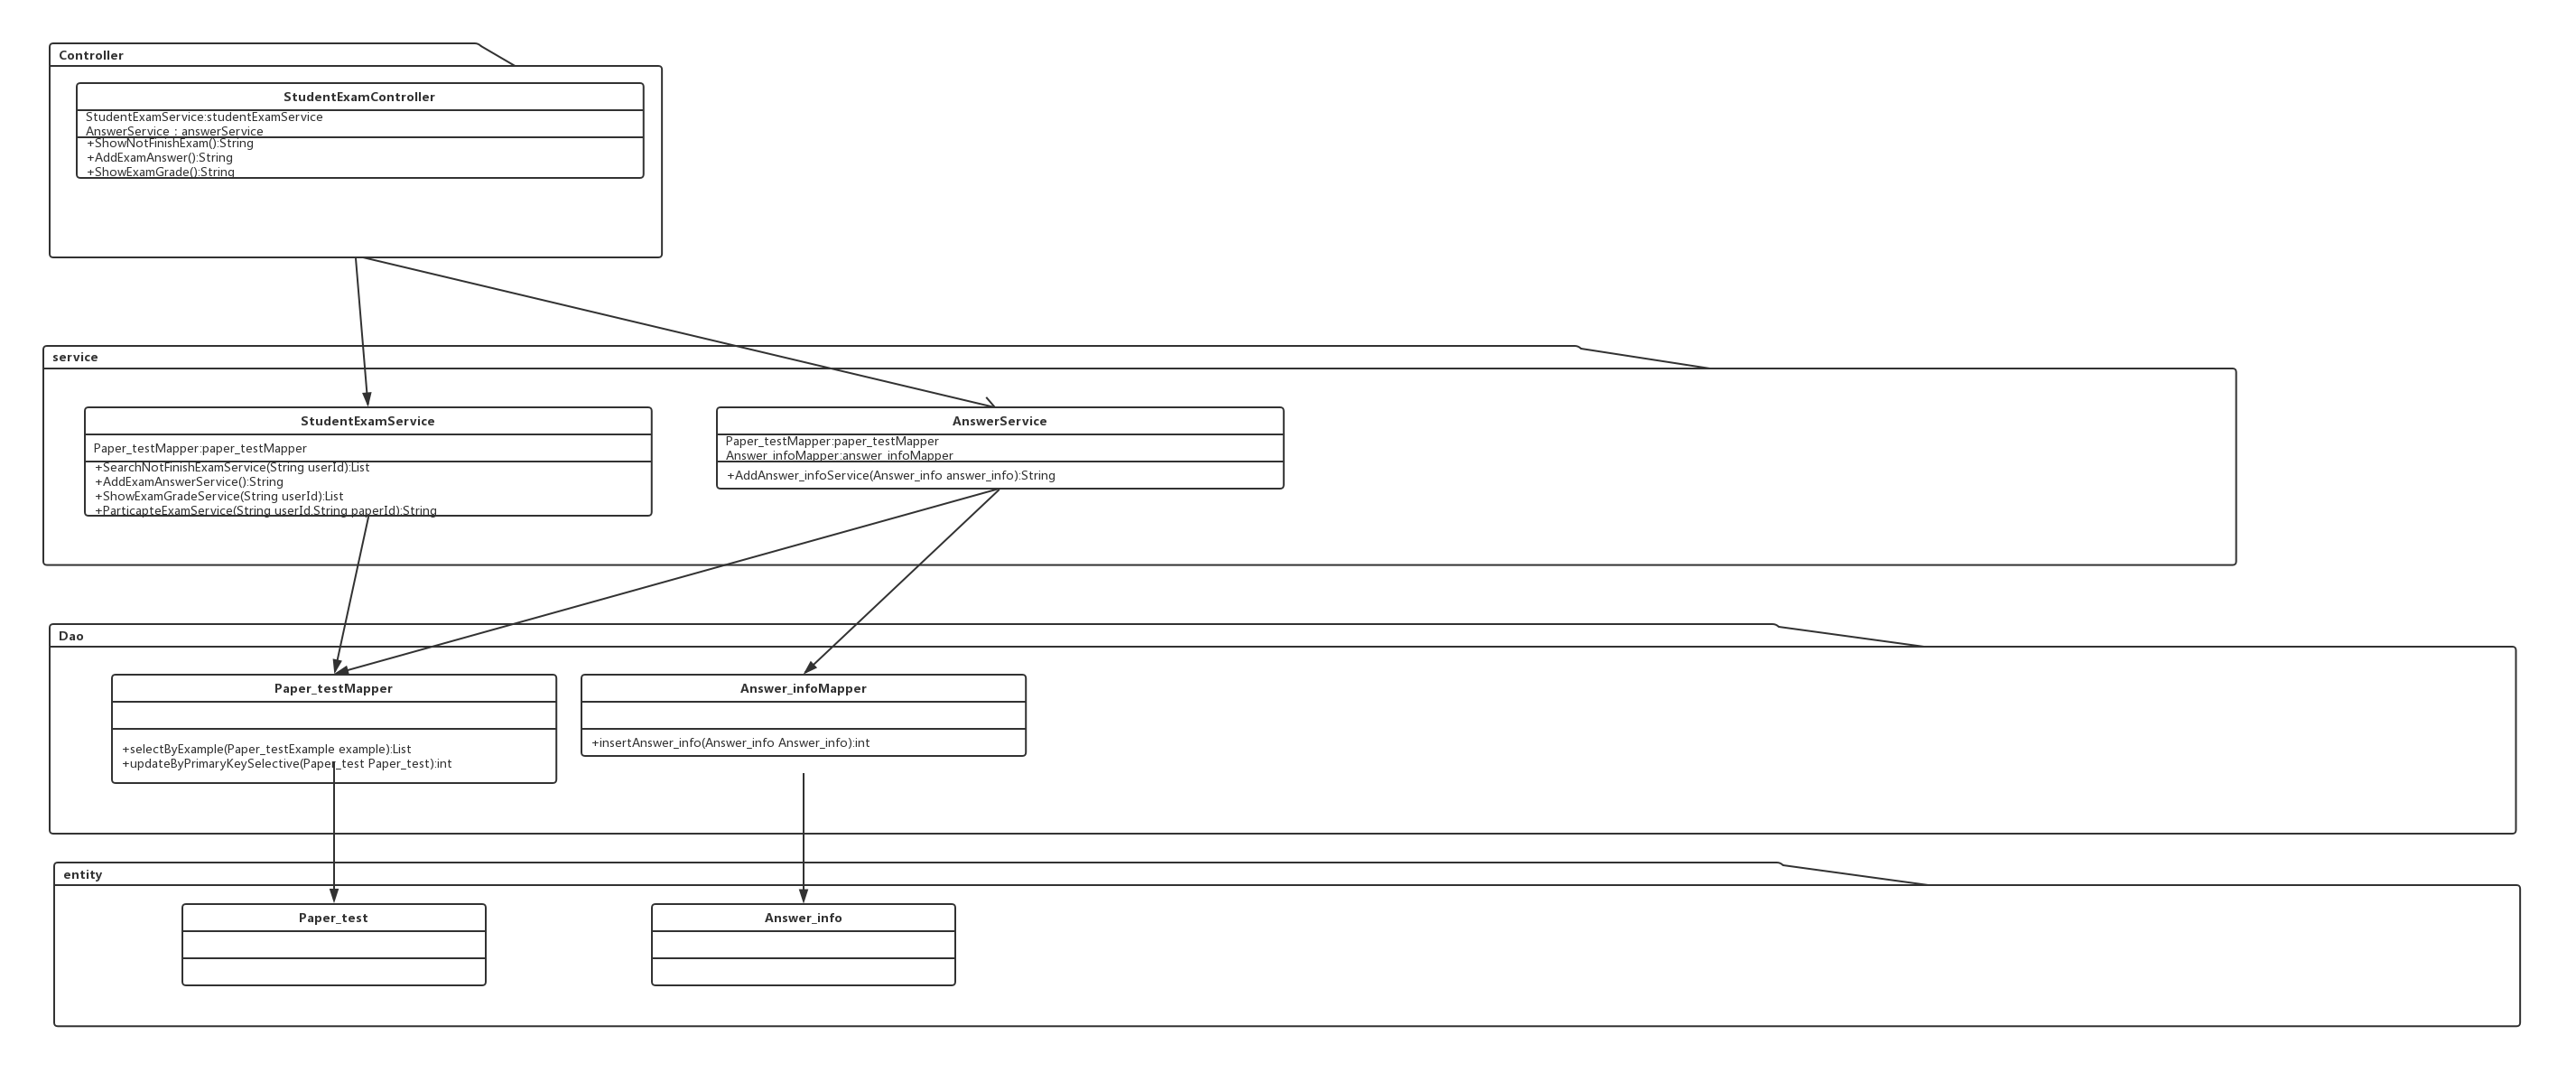 Controller
StudentExamController
StudentExamService:studentExamService
AnswerService : answerService
+ShowNotFinishExam():String
+AddExamAnswer():String
+ShowExamGrade():String
service
StudentExamService
Paper_testMapper:paper_testMapper
+SearchNotFinishExamService(String userId):List
+AddExamAnswerService():String
+ShowExamGradeService(String userId):List
+ParticapteExamService(String userId,String paperId):String
AnswerService
Paper_testMapper:paper_testMapper
Answer_infoMapper:answer_infoMapper
+AddAnswer_infoService(Answer_info answer_info):String
Dao
Paper_testMapper
+selectByExample(Paper_testExample example):List
+updateByPrimaryKeySelective(Paper_test Paper_test):int
Answer_infoMapper
+insertAnswer_info(Answer_info Answer_info):int
entity
Paper_test
Answer_info